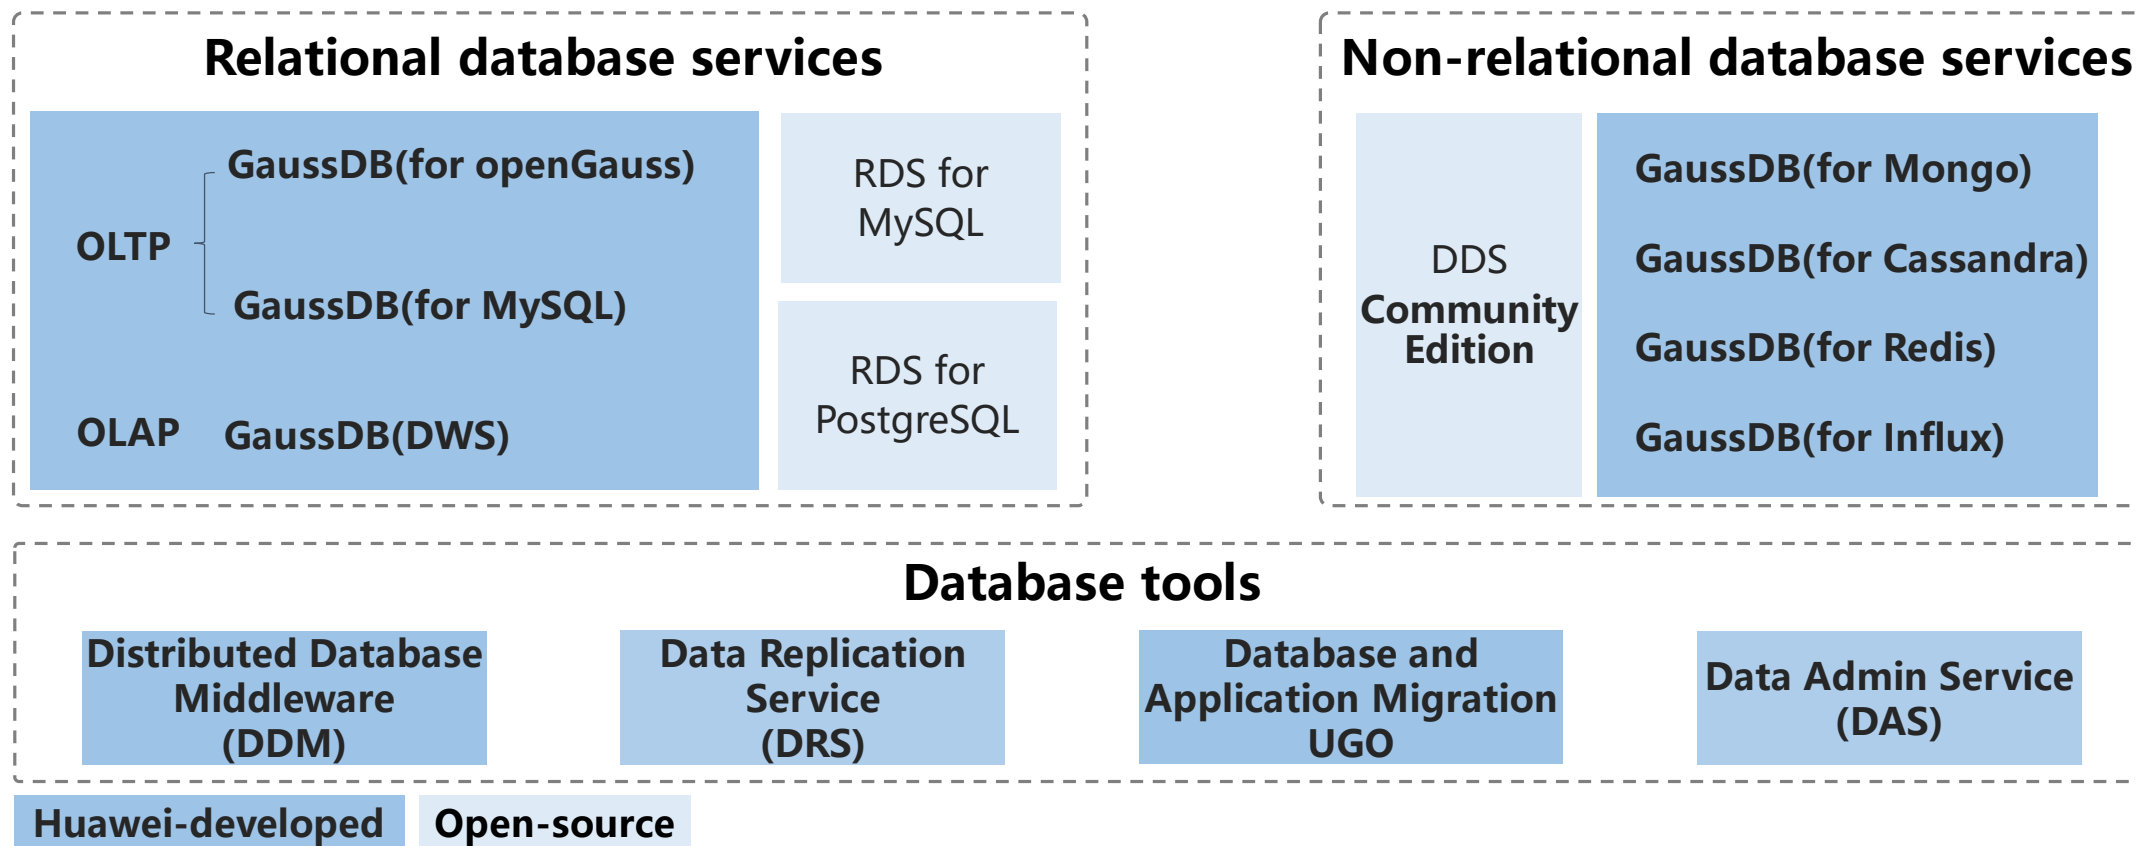 Relational database services
GaussDB(for openGauss)
OLTP
GaussDB(for MySQL)
OLAP
GaussDB(DWS)
RDS for
MySQL
RDS for
PostgreSQL
Non-relational database services
DDS
Community
Edition
GaussDB(for Mongo)
GaussDB(for Cassandra)
GaussDB(for Redis)
GaussDB(for Influx)
Database tools
Distributed Database
Middleware
(DDM)
Data Replication
Service
(DRS)
Database and
Application Migration
UGO
Data Admin Service
(DAS)
Huawei-developed
Open-source